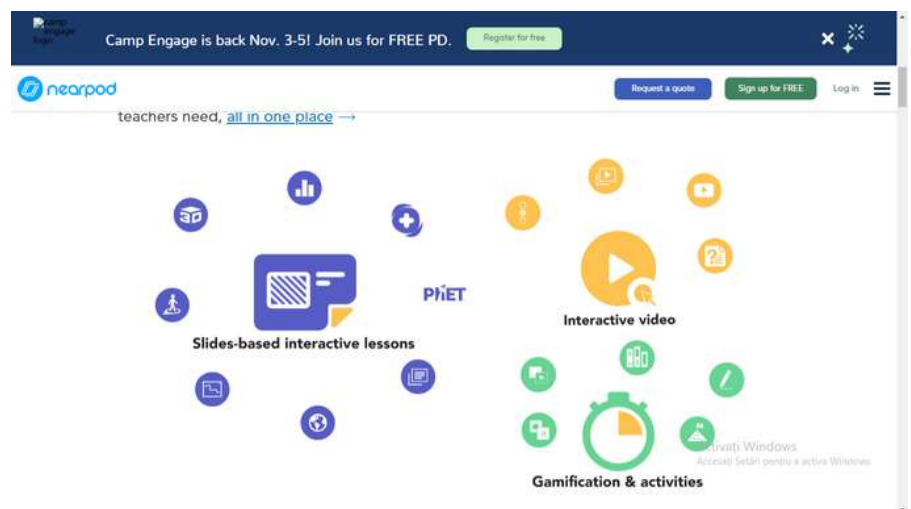 Camp Engage is back Nov. 3-5! Join us for FREE PD. Register for free
nearpod Request a quote Sign up for FREE Log in
teachers need, all in one place →
3D
PhET
Interactive video
Slides-based interactive lessons
Activați Windows
Accesați Setări pentru a activa Windows.
Gamification & activities